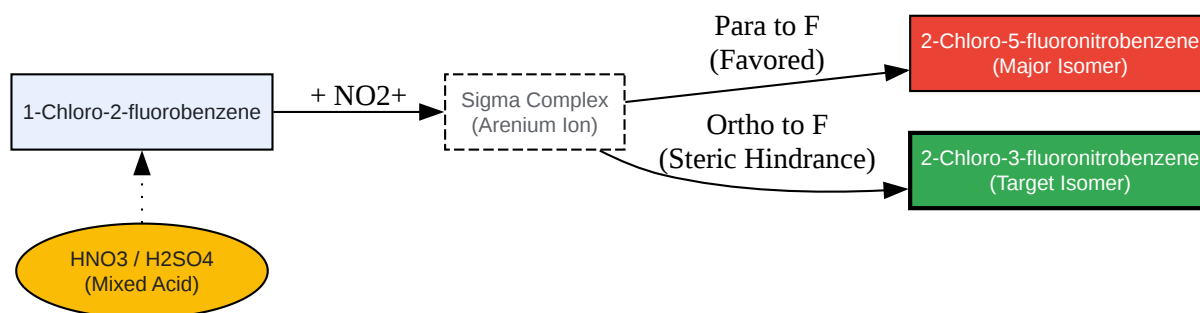 1-Chloro-2-fluorobenzene
HNO3 / H2SO4
(Mixed Acid)
+ NO2+
Sigma Complex
(Arenium Ion)
Para to F
(Favored)
Ortho to F
(Steric Hindrance)
2-Chloro-5-fluoronitrobenzene
(Major Isomer)
2-Chloro-3-fluoronitrobenzene
(Target Isomer)